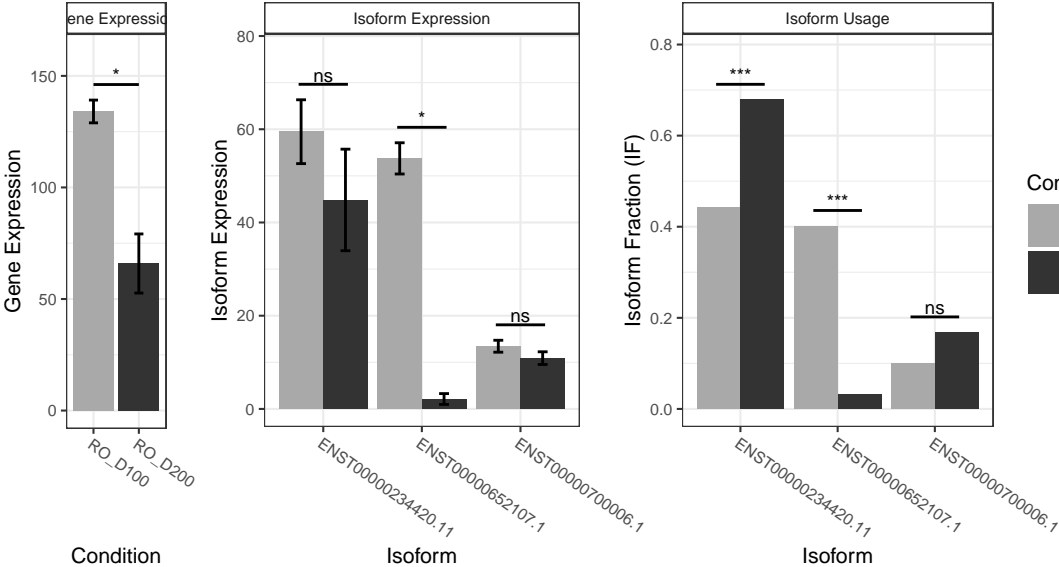 ene Expressio
Isoform Expression
Isoform Usage
Gene Expression
150
100
50
0
*
RO_D100
RO_D200
Condition
Isoform Expression
80
60
40
20
0
ns
*
ns
ENST00000234420.11
ENST00000652107.1
ENST00000700006.1
Isoform
Isoform Fraction (IF)
0.8
0.6
0.4
0.2
0.0
***
***
ns
ENST00000234420.11
ENST00000652107.1
ENST00000700006.1
Isoform
Con